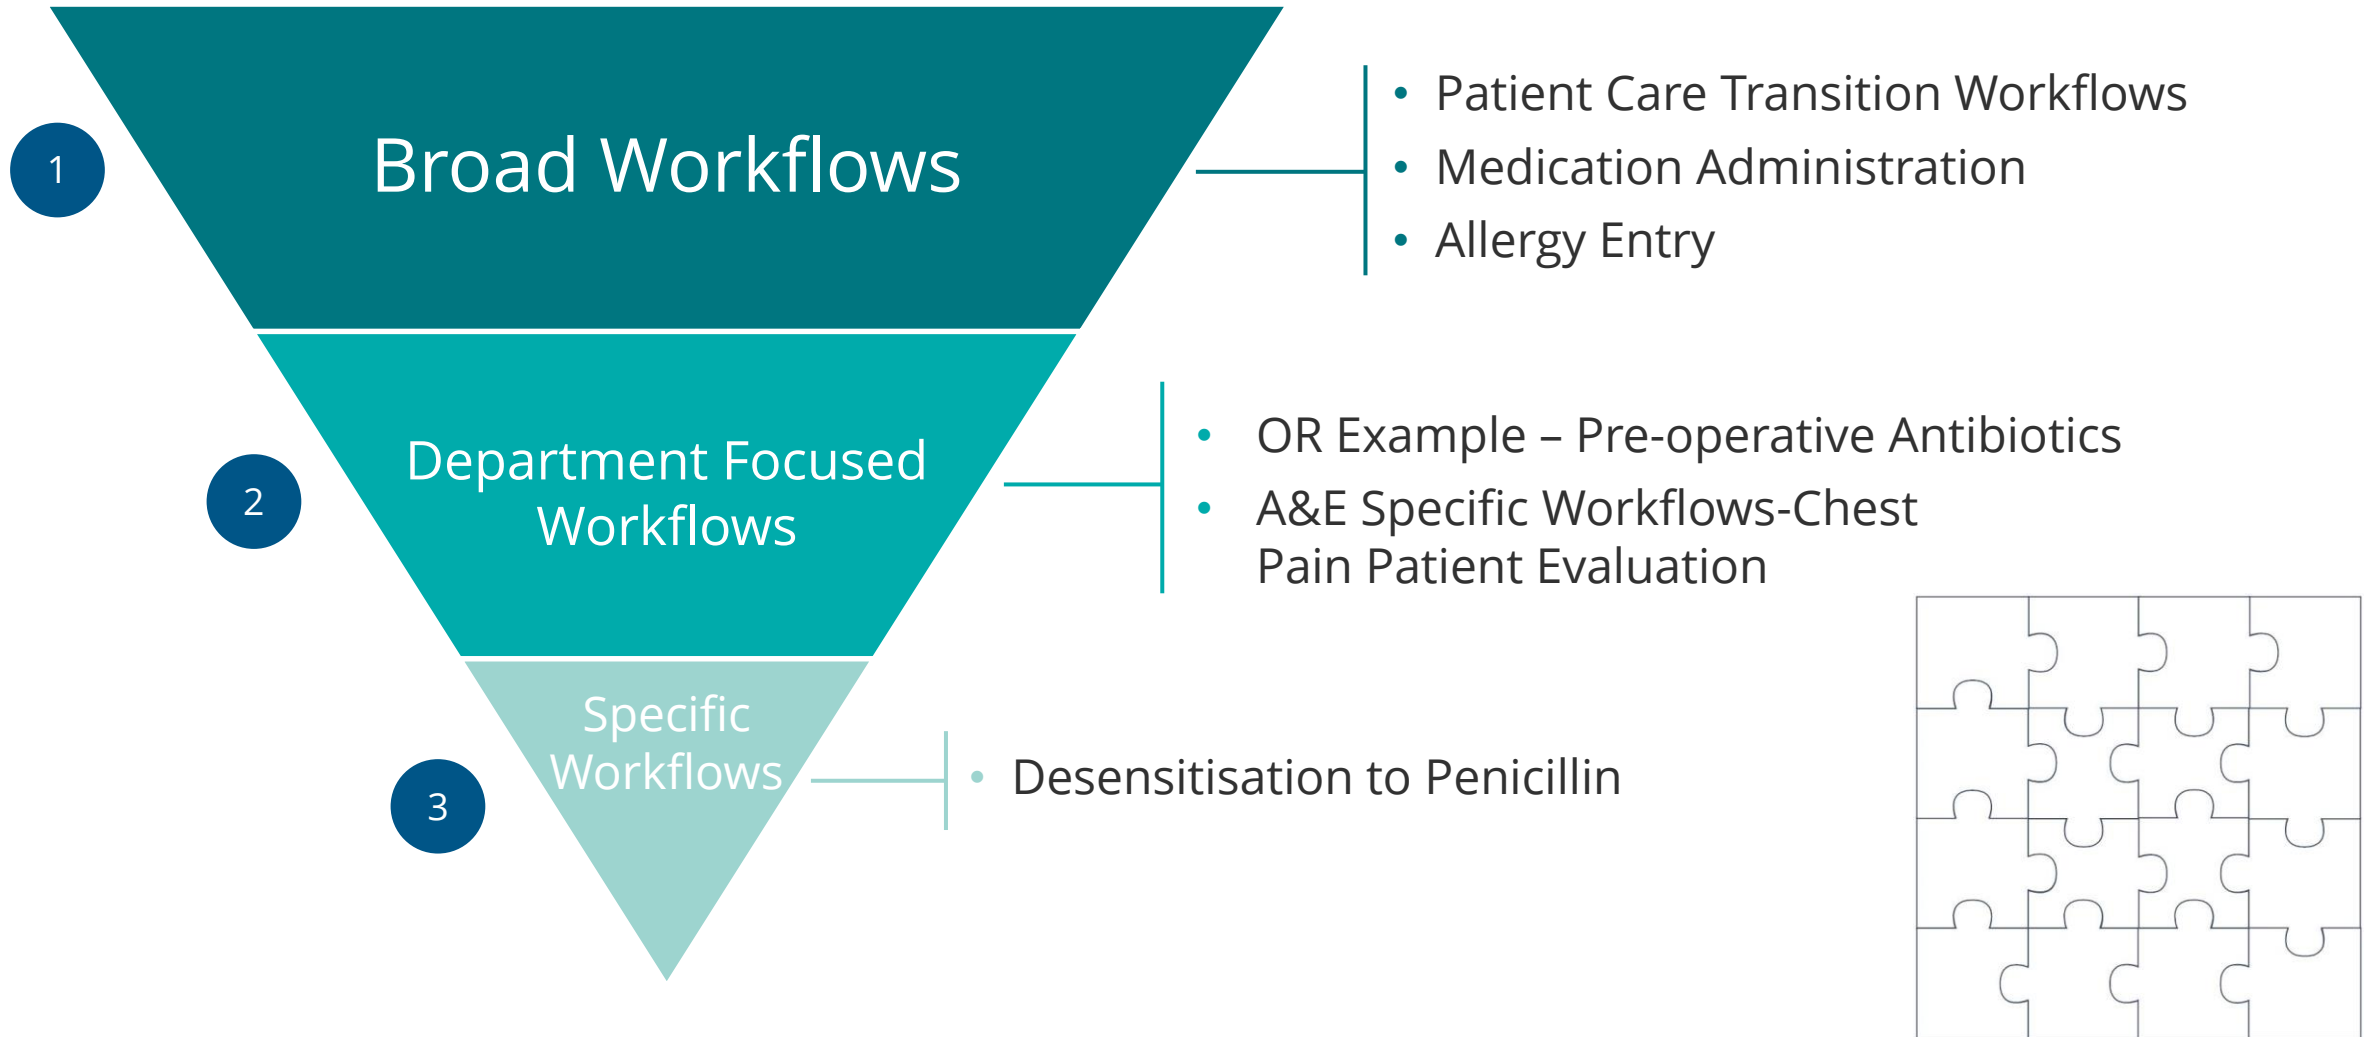 1
Broad Workflows
• Patient Care Transition Workflows
• Medication Administration
• Allergy Entry
2
Department Focused
Workflows
• OR Example – Pre-operative Antibiotics
• A&E Specific Workflows-Chest
Pain Patient Evaluation
3
Specific
Workflows
• Desensitisation to Penicillin